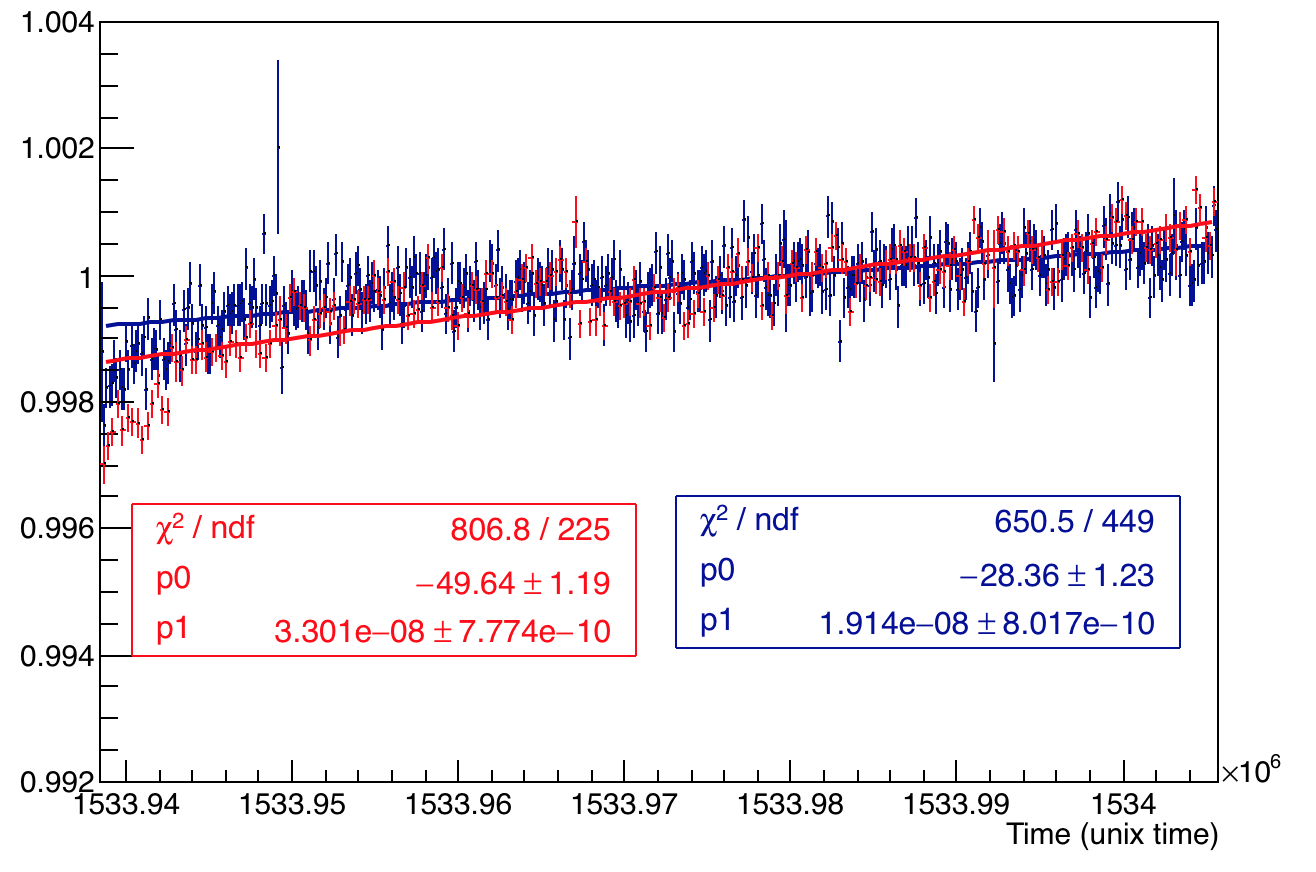 1.004
1.002
1
0.998
0.996
0.994
0.992
χ² / ndf 806.8 / 225
p0 −49.64 ± 1.19
p1 3.301e−08 ± 7.774e−10
χ² / ndf 650.5 / 449
p0 −28.36 ± 1.23
p1 1.914e−08 ± 8.017e−10
1533.94 1533.95 1533.96 1533.97 1533.98 1533.99 1534 ×10⁶
Time (unix time)